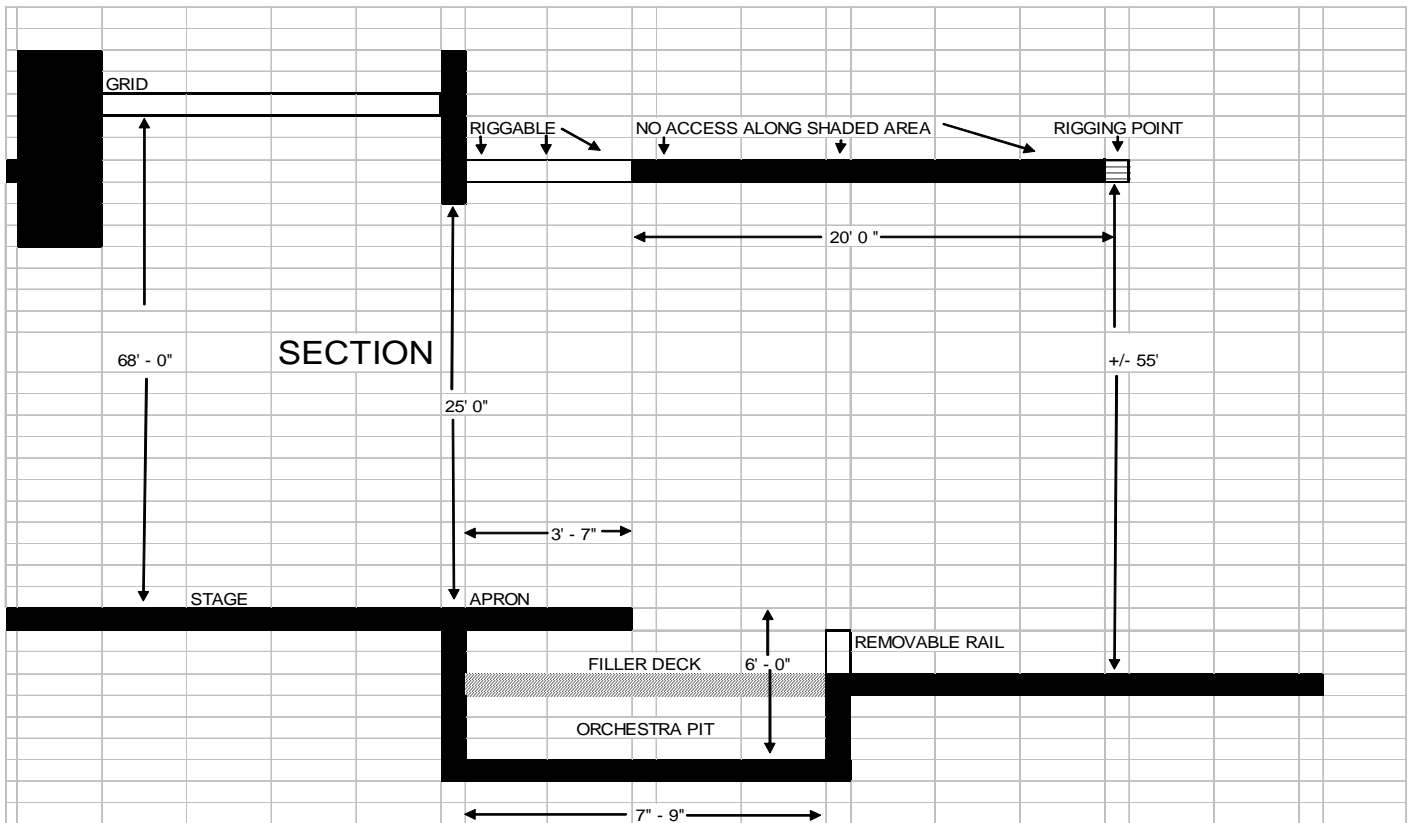 GRID
RIGGABLE
NO ACCESS ALONG SHADED AREA
RIGGING POINT
20' 0 "
SECTION
68' - 0"
+/- 55'
25' 0"
3' - 7"
STAGE
APRON
REMOVABLE RAIL
FILLER DECK
6' - 0"
ORCHESTRA PIT
7" - 9"